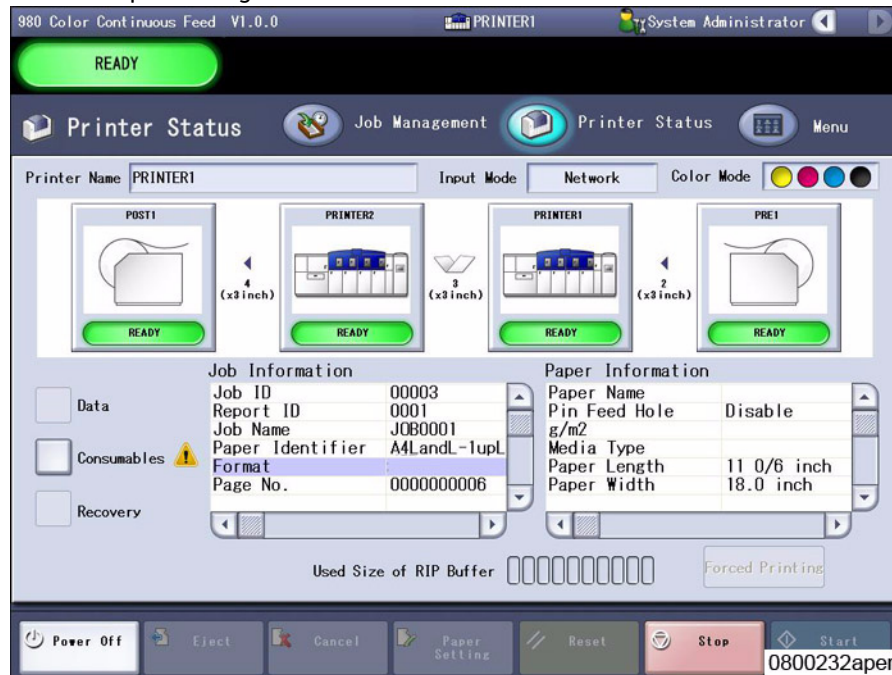 980 Color Continuous Feed V1.0.0 PRINTER1 System Administrator
READY
Printer Status Job Management Printer Status Menu
Printer Name PRINTER1 Input Mode Network Color Mode
POST1 PRINTER2 PRINTER1 PRE1
4 3 2
(x3inch) (x3inch) (x3inch)
READY READY READY READY
Job Information Paper Information
Job ID 00003 Paper Name
Data Report ID 0001 Pin Feed Hole Disable
Job Name JOB0001 g/m2
Paper Identifier A4LandL-1upL Media Type
Consumables Format Paper Length 11 0/6 inch
Page No. 0000000006 Paper Width 18.0 inch
Recovery
Used Size of RIP Buffer Forced Printing
Power Off Eject Cancel Paper Setting Reset Stop Start
0800232aper